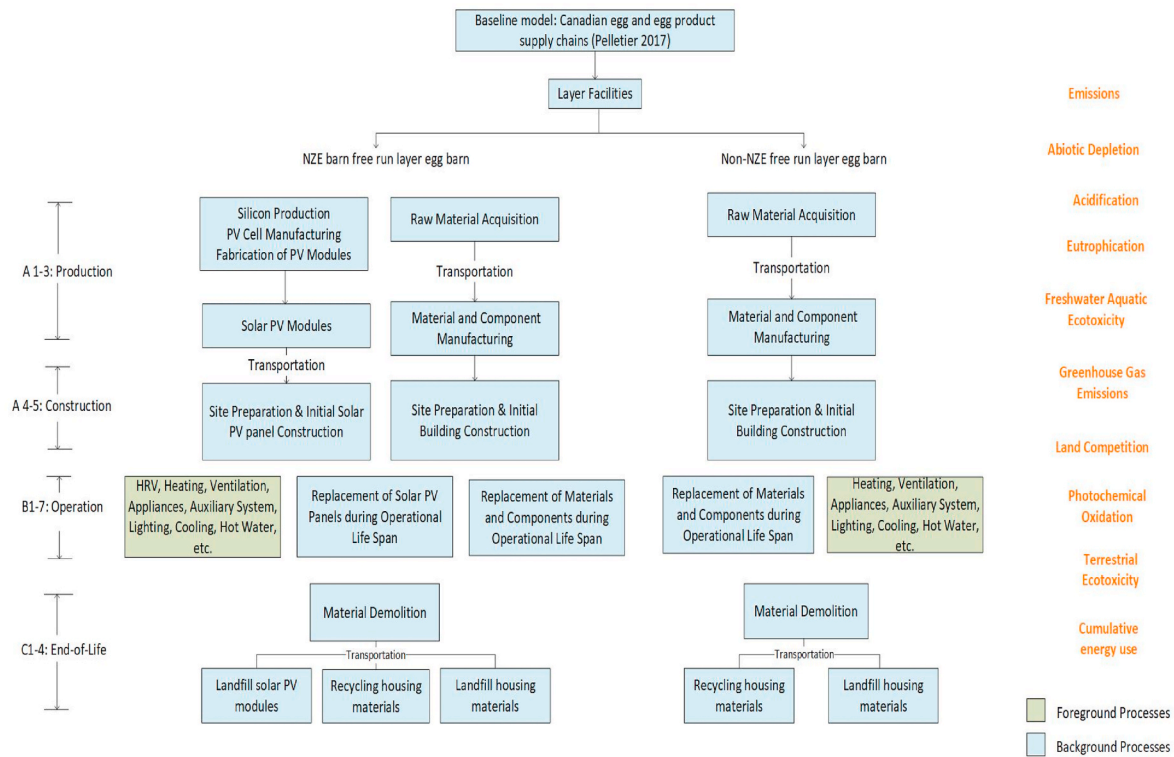 Baseline model: Canadian egg and egg product
supply chains (Pelletier 2017)
Layer Facilities
NZE barn free run layer egg barn
Non-NZE free run layer egg barn
A 1-3: Production
Silicon Production
PV Cell Manufacturing
Fabrication of PV Modules
Raw Material Acquisition
Raw Material Acquisition
Transportation
Transportation
Solar PV Modules
Material and Component
Manufacturing
Material and Component
Manufacturing
Transportation
A 4-5: Construction
Site Preparation & Initial Solar
PV panel Construction
Site Preparation & Initial
Building Construction
Site Preparation & Initial
Building Construction
B1-7: Operation
HRV, Heating, Ventilation,
Appliances, Auxiliary System,
Lighting, Cooling, Hot Water,
etc.
Replacement of Solar PV
Panels during Operational
Life Span
Replacement of Materials
and Components during
Operational Life Span
Replacement of Materials
and Components during
Operational Life Span
Heating, Ventilation,
Appliances, Auxiliary System,
Lighting, Cooling, Hot Water,
etc.
C1-4: End-of-Life
Material Demolition
Material Demolition
Transportation
Transportation
Landfill solar PV
modules
Recycling housing
materials
Landfill housing
materials
Recycling housing
materials
Landfill housing
materials
Emissions
Abiotic Depletion
Acidification
Eutrophication
Freshwater Aquatic
Ecotoxicity
Greenhouse Gas
Emissions
Land Competition
Photochemical
Oxidation
Terrestrial
Ecotoxicity
Cumulative
energy use
Foreground Processes
Background Processes